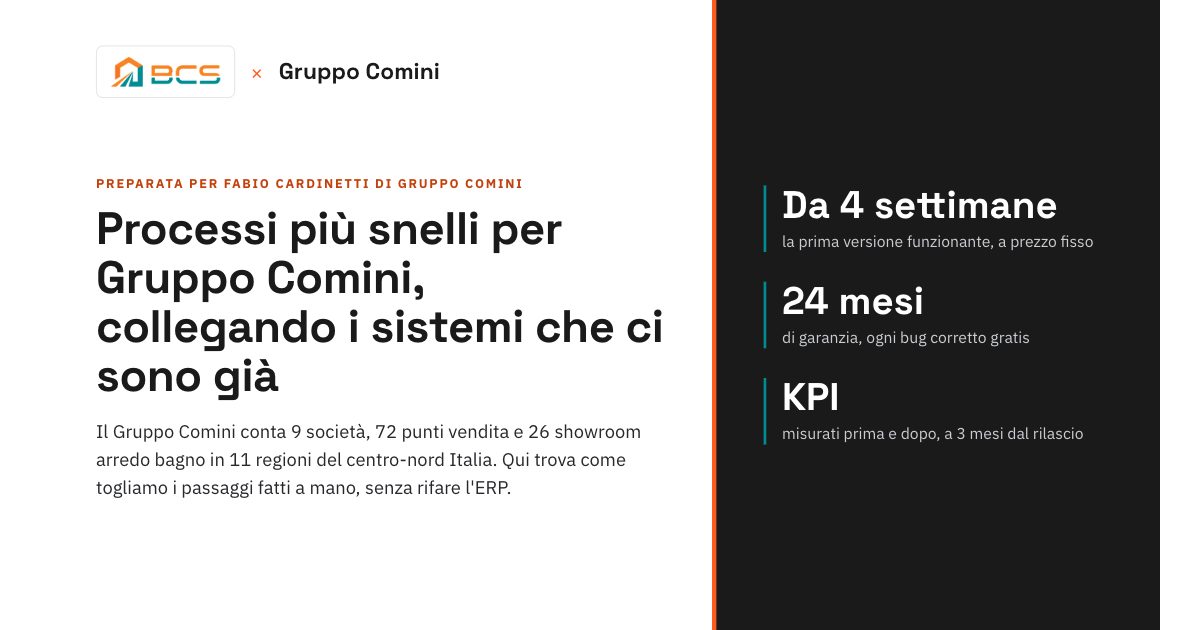 BCS × Gruppo Comini
PREPARATA PER FABIO CARDINETTI DI GRUPPO COMINI
Processi più snelli per
Gruppo Comini,
collegando i sistemi che ci
sono già
Il Gruppo Comini conta 9 società, 72 punti vendita e 26 showroom
arredo bagno in 11 regioni del centro-nord Italia. Qui trova come
togliamo i passaggi fatti a mano, senza rifare l'ERP.
Da 4 settimane
la prima versione funzionante, a prezzo fisso
24 mesi
di garanzia, ogni bug corretto gratis
KPI
misurati prima e dopo, a 3 mesi dal rilascio